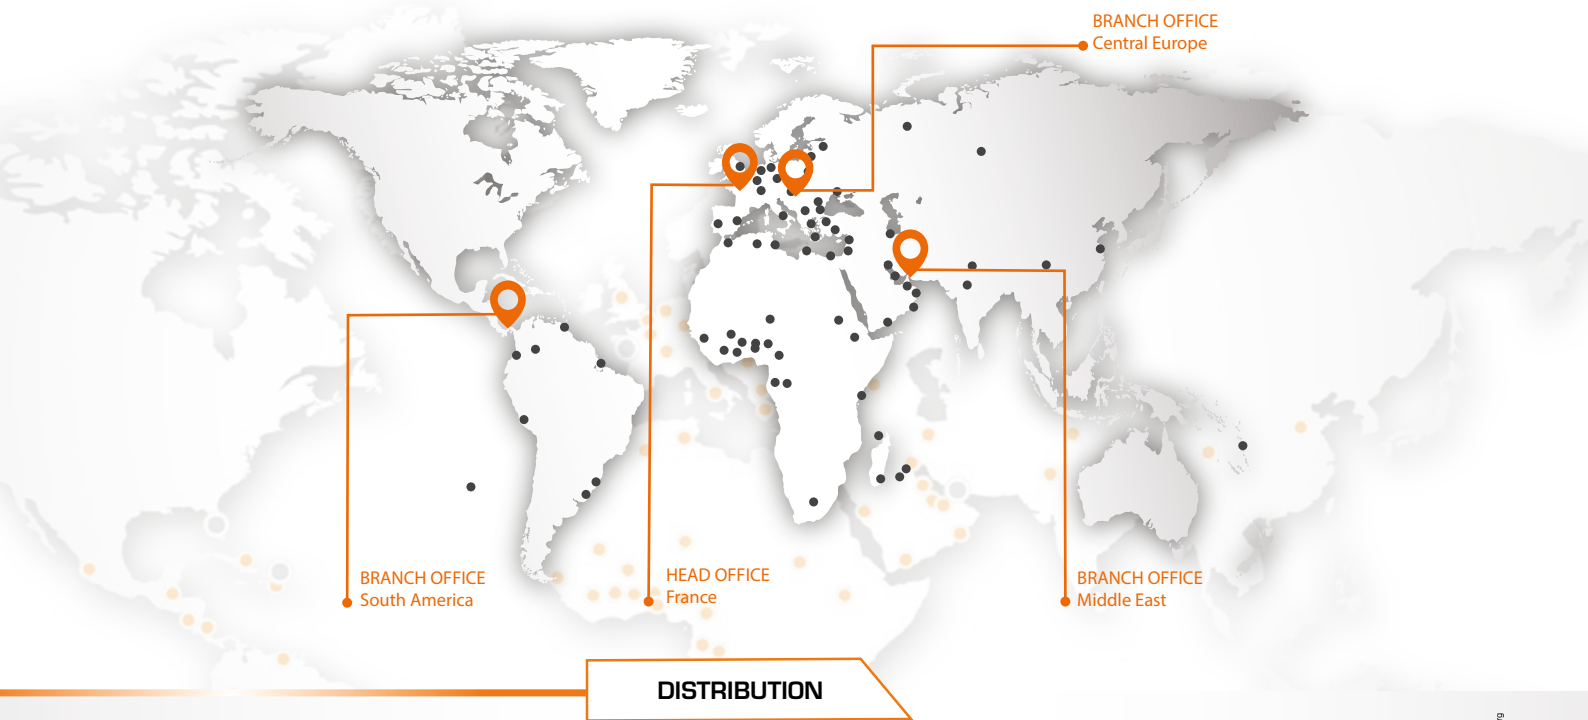 BRANCH OFFICE
Central Europe
BRANCH OFFICE
South America
HEAD OFFICE
France
BRANCH OFFICE
Middle East
DISTRIBUTION